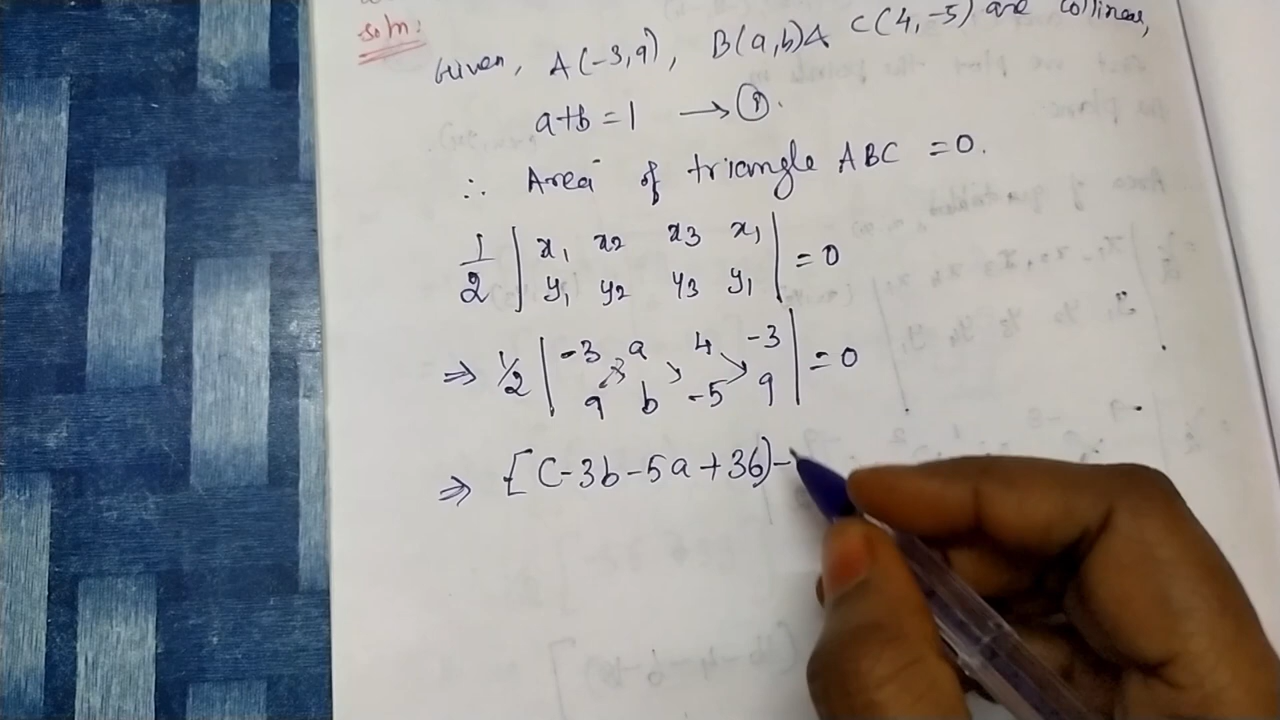 Soln:
Given, A(-3,9), B(a,b) & C(4,-5) are collinear,
a+b = 1 → ①.
∴ Area of triangle ABC = 0.
1/2 | x₁ x₂ x₃ x₁ | = 0
y₁ y₂ y₃ y₁
⇒ 1/2 | -3 a 4 -3 | = 0
9 b -5 9
⇒ [(-3b-5a+36)-